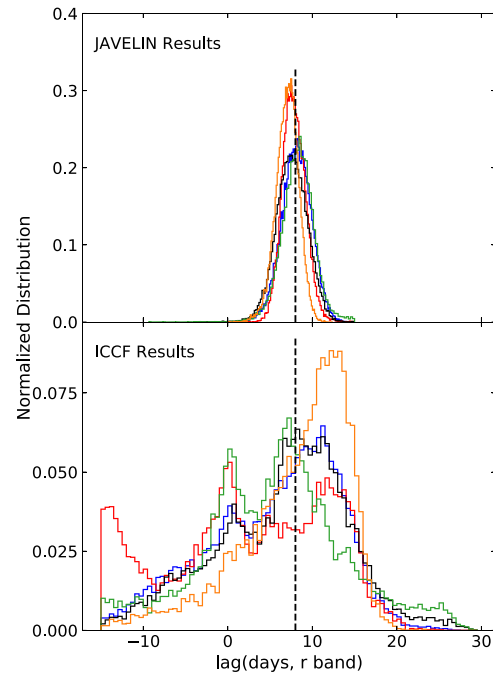 0.4
JAVELIN Results
0.3
0.2
0.1
0.0
Normalized Distribution
ICCF Results
0.075
0.050
0.025
0.000
−10 0 10 20 30
lag(days, r band)